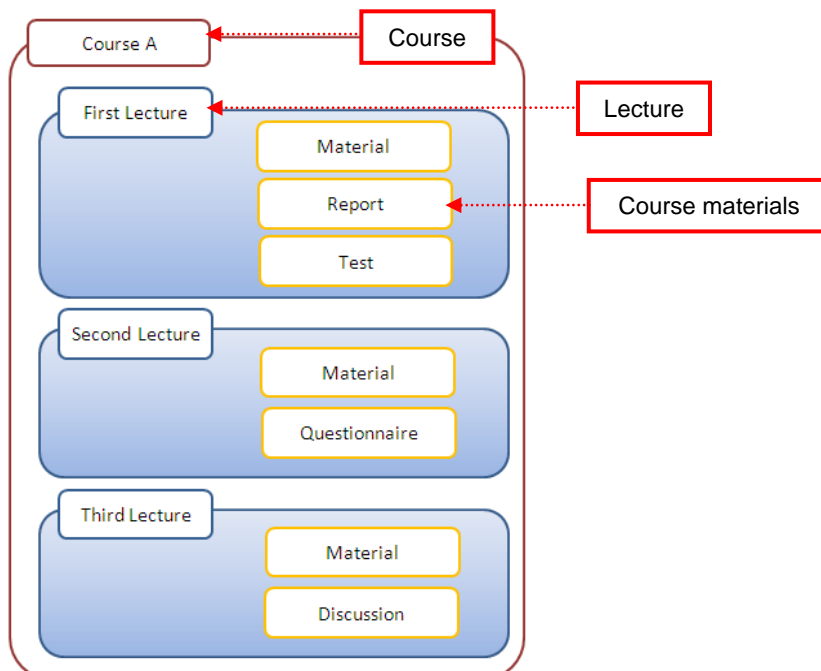 Course A
Course
First Lecture
Lecture
Material
Report
Course materials
Test
Second Lecture
Material
Questionnaire
Third Lecture
Material
Discussion